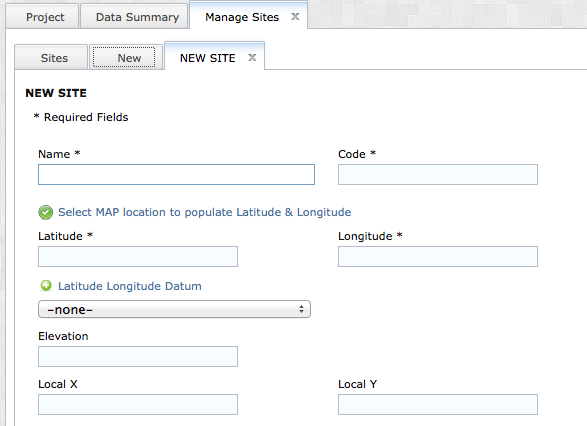 Project Data Summary Manage Sites x
Sites New NEW SITE x
NEW SITE
* Required Fields
Name * Code *
Select MAP location to populate Latitude & Longitude
Latitude * Longitude *
Latitude Longitude Datum
-none-
Elevation
Local X Local Y